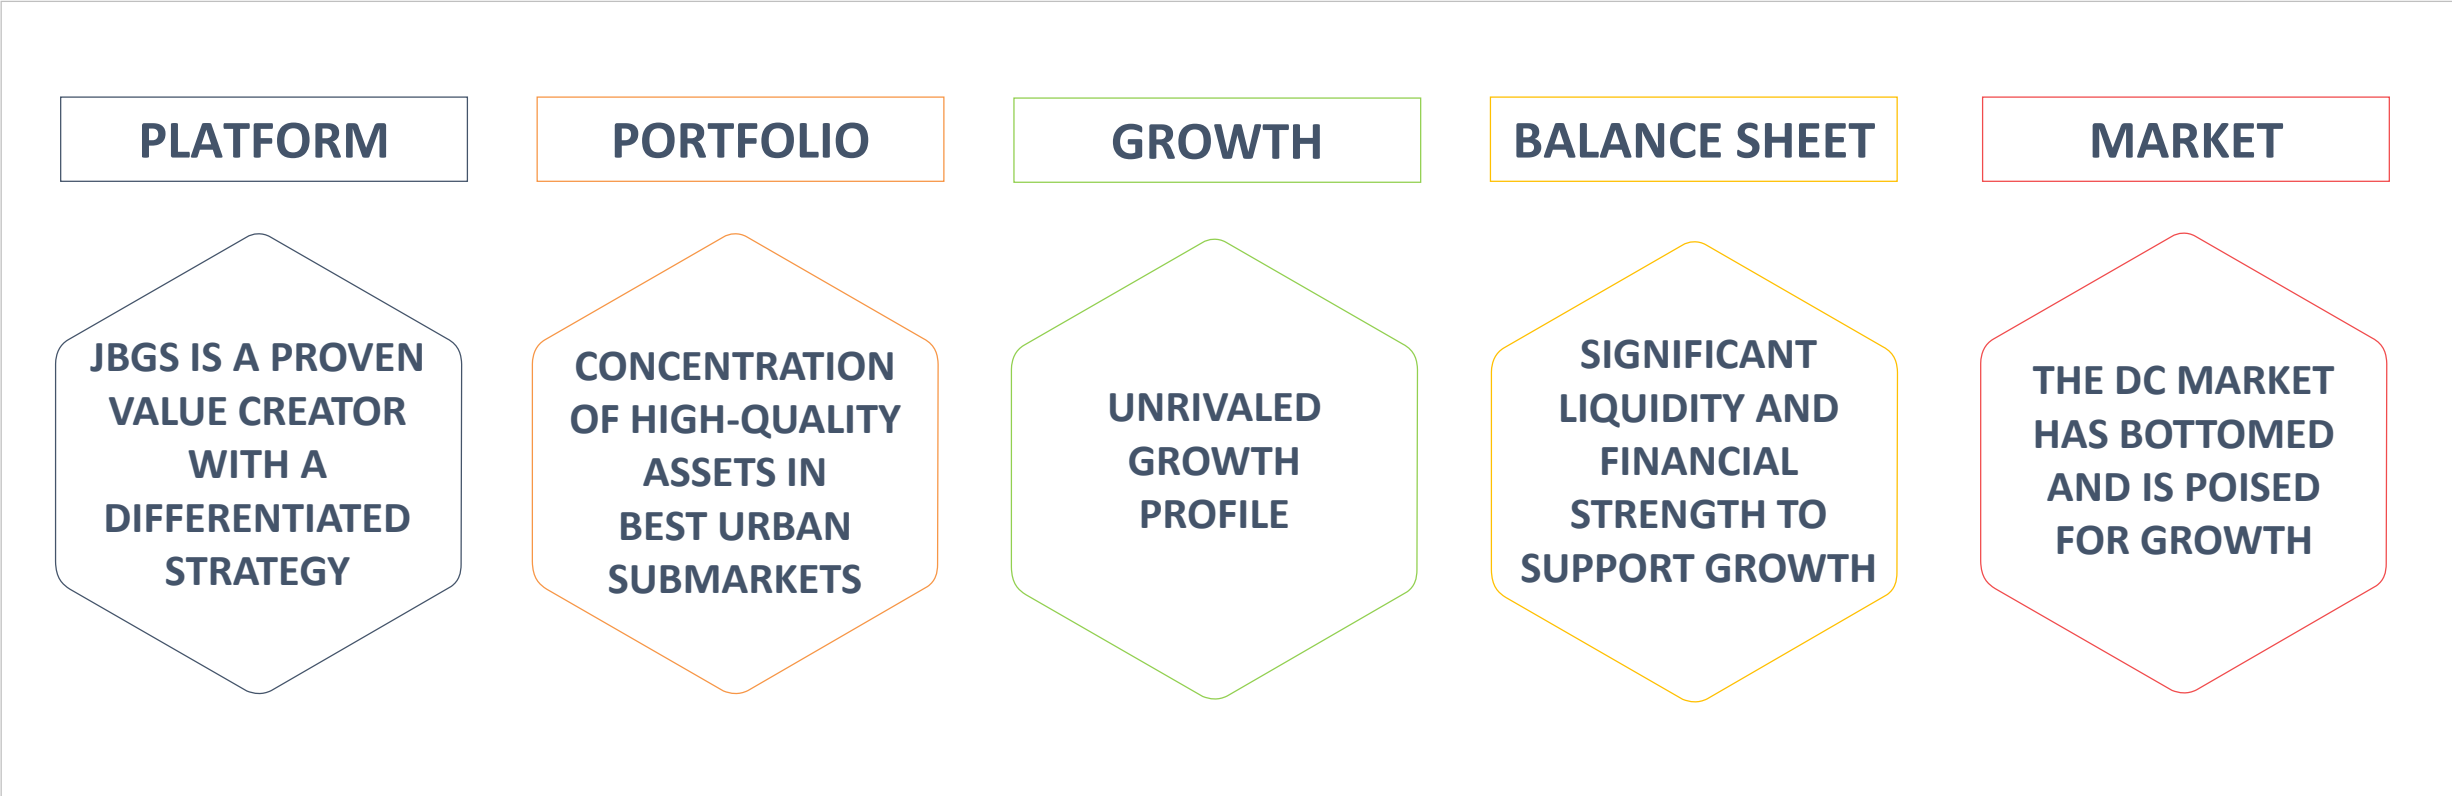 PLATFORM
PORTFOLIO
GROWTH
BALANCE SHEET
MARKET
JBGS IS A PROVEN
VALUE CREATOR
WITH A
DIFFERENTIATED
STRATEGY
CONCENTRATION
OF HIGH-QUALITY
ASSETS IN
BEST URBAN
SUBMARKETS
UNRIVALED
GROWTH
PROFILE
SIGNIFICANT
LIQUIDITY AND
FINANCIAL
STRENGTH TO
SUPPORT GROWTH
THE DC MARKET
HAS BOTTOMED
AND IS POISED
FOR GROWTH